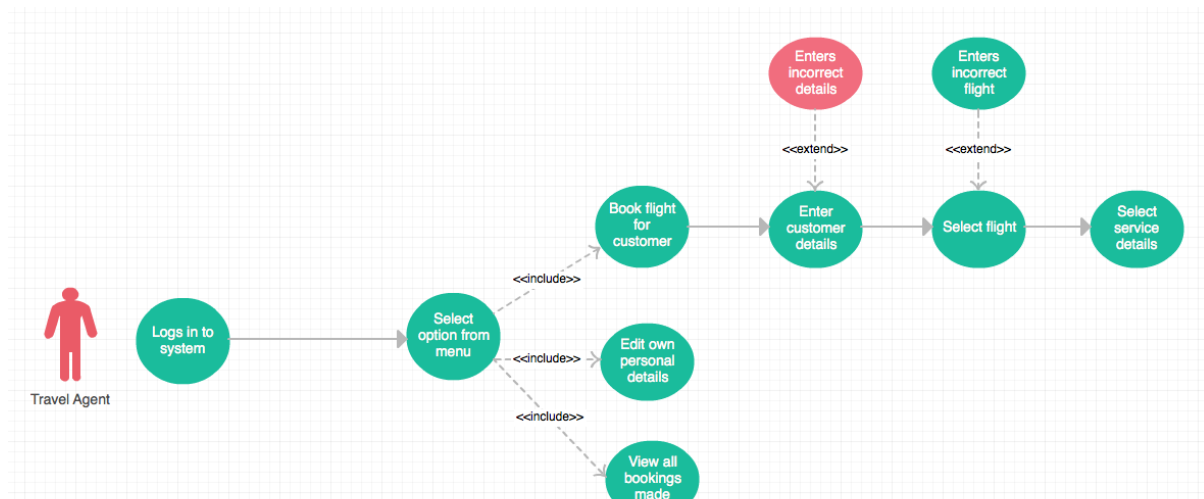 Enters
incorrect
details
Enters
incorrect
flight
<<extend>>
<<extend>>
Book flight
for
customer
Enter
customer
details
Select flight
Select
service
details
<<include>>
Logs in to
system
Select
option from
menu
<<include>>
Edit own
personal
details
Travel Agent
<<include>>
View all
bookings
made